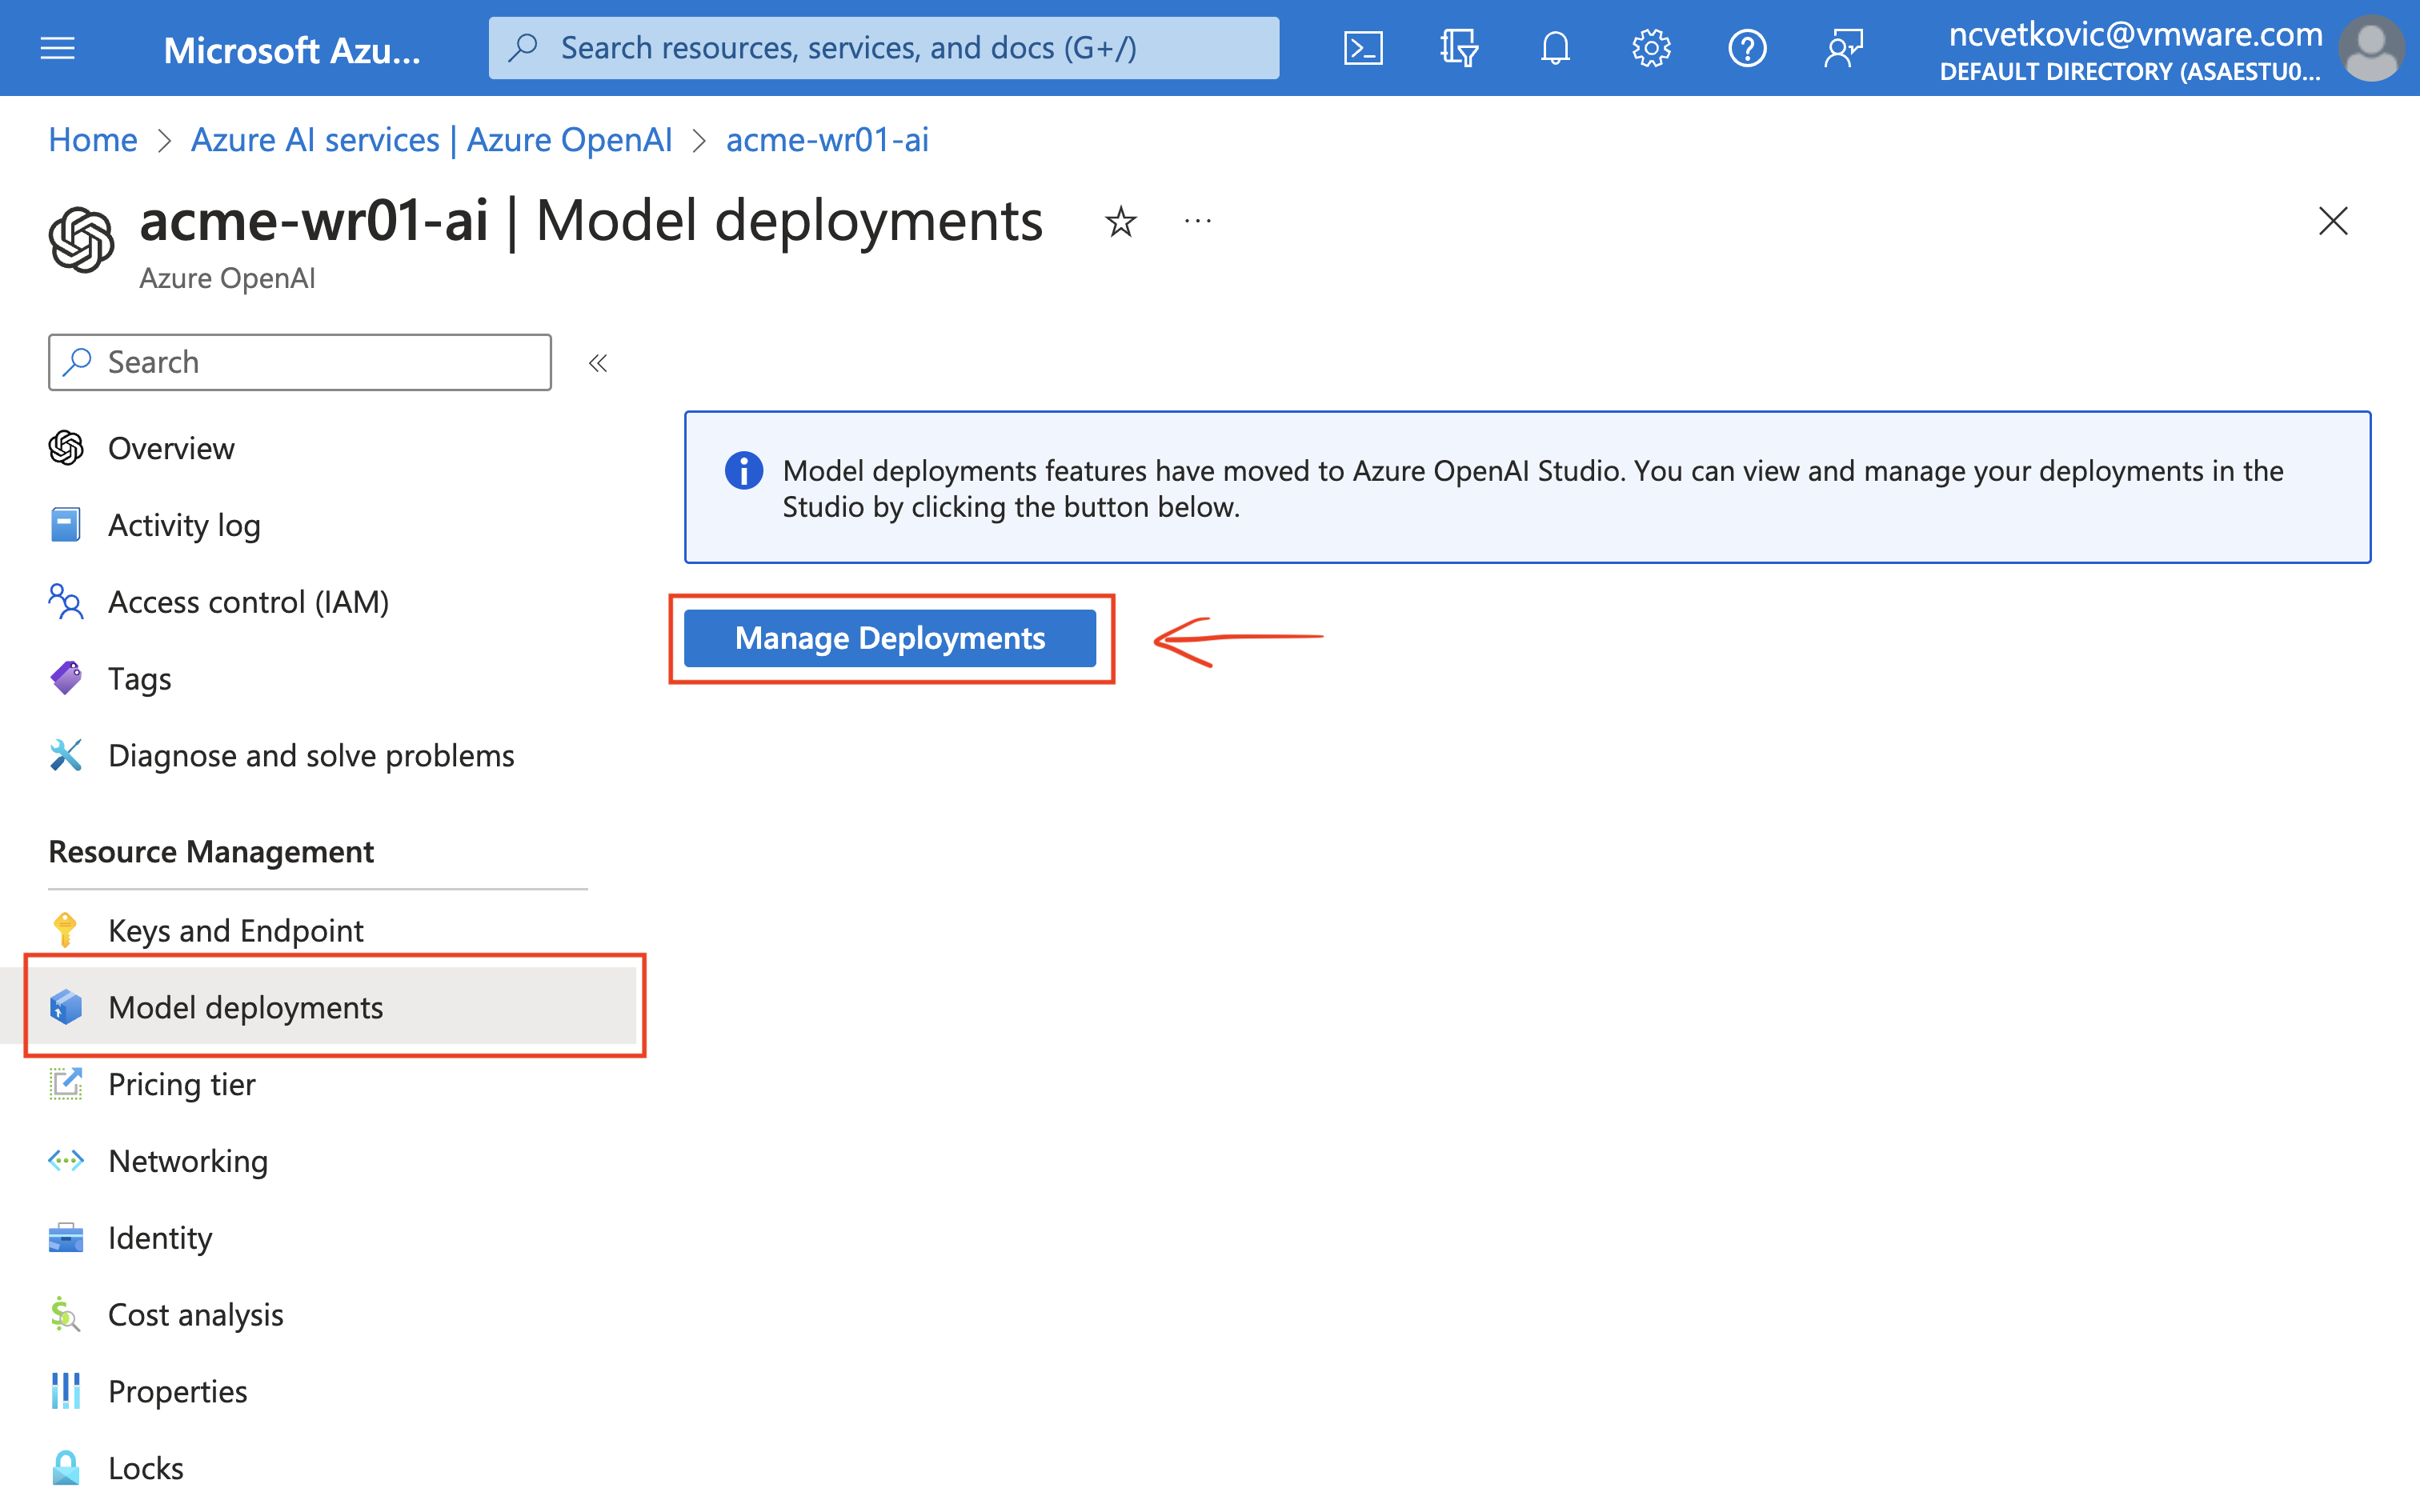 Microsoft Azu...
Search resources, services, and docs (G+/)
ncvetkovic@vmware.com
DEFAULT DIRECTORY (ASAESTU0...
Home > Azure AI services | Azure OpenAI > acme-wr01-ai
acme-wr01-ai | Model deployments
Azure OpenAI
Search
Overview
Activity log
Access control (IAM)
Tags
Diagnose and solve problems
Resource Management
Keys and Endpoint
Model deployments
Pricing tier
Networking
Identity
Cost analysis
Properties
Locks
Model deployments features have moved to Azure OpenAI Studio. You can view and manage your deployments in the
Studio by clicking the button below.
Manage Deployments